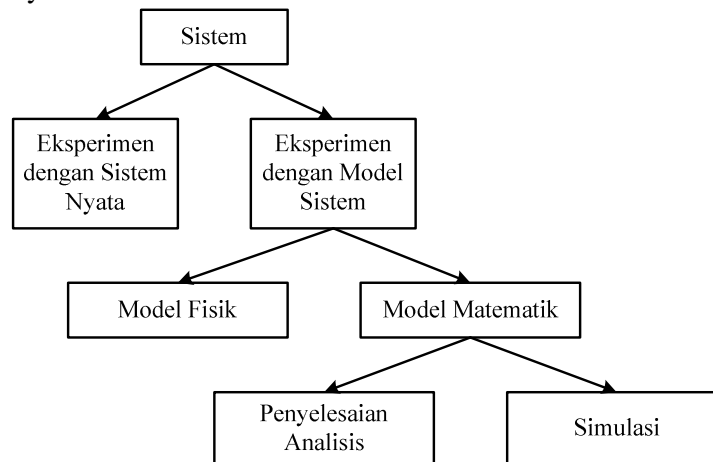 Sistem
Eksperimen
dengan Sistem
Nyata
Eksperimen
dengan Model
Sistem
Model Fisik
Model Matematik
Penyelesaian
Analisis
Simulasi